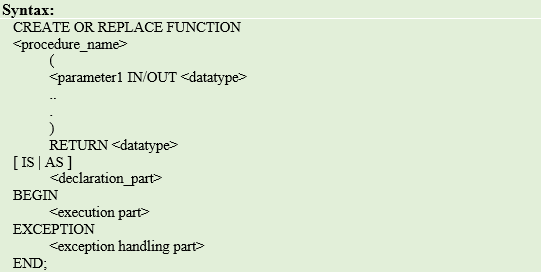 Syntax:
CREATE OR REPLACE FUNCTION
<procedure_name>
(
<parameter1 IN/OUT <datatype>
..
.
)
RETURN <datatype>
[ IS | AS ]
<declaration_part>
BEGIN
<execution part>
EXCEPTION
<exception handling part>
END;